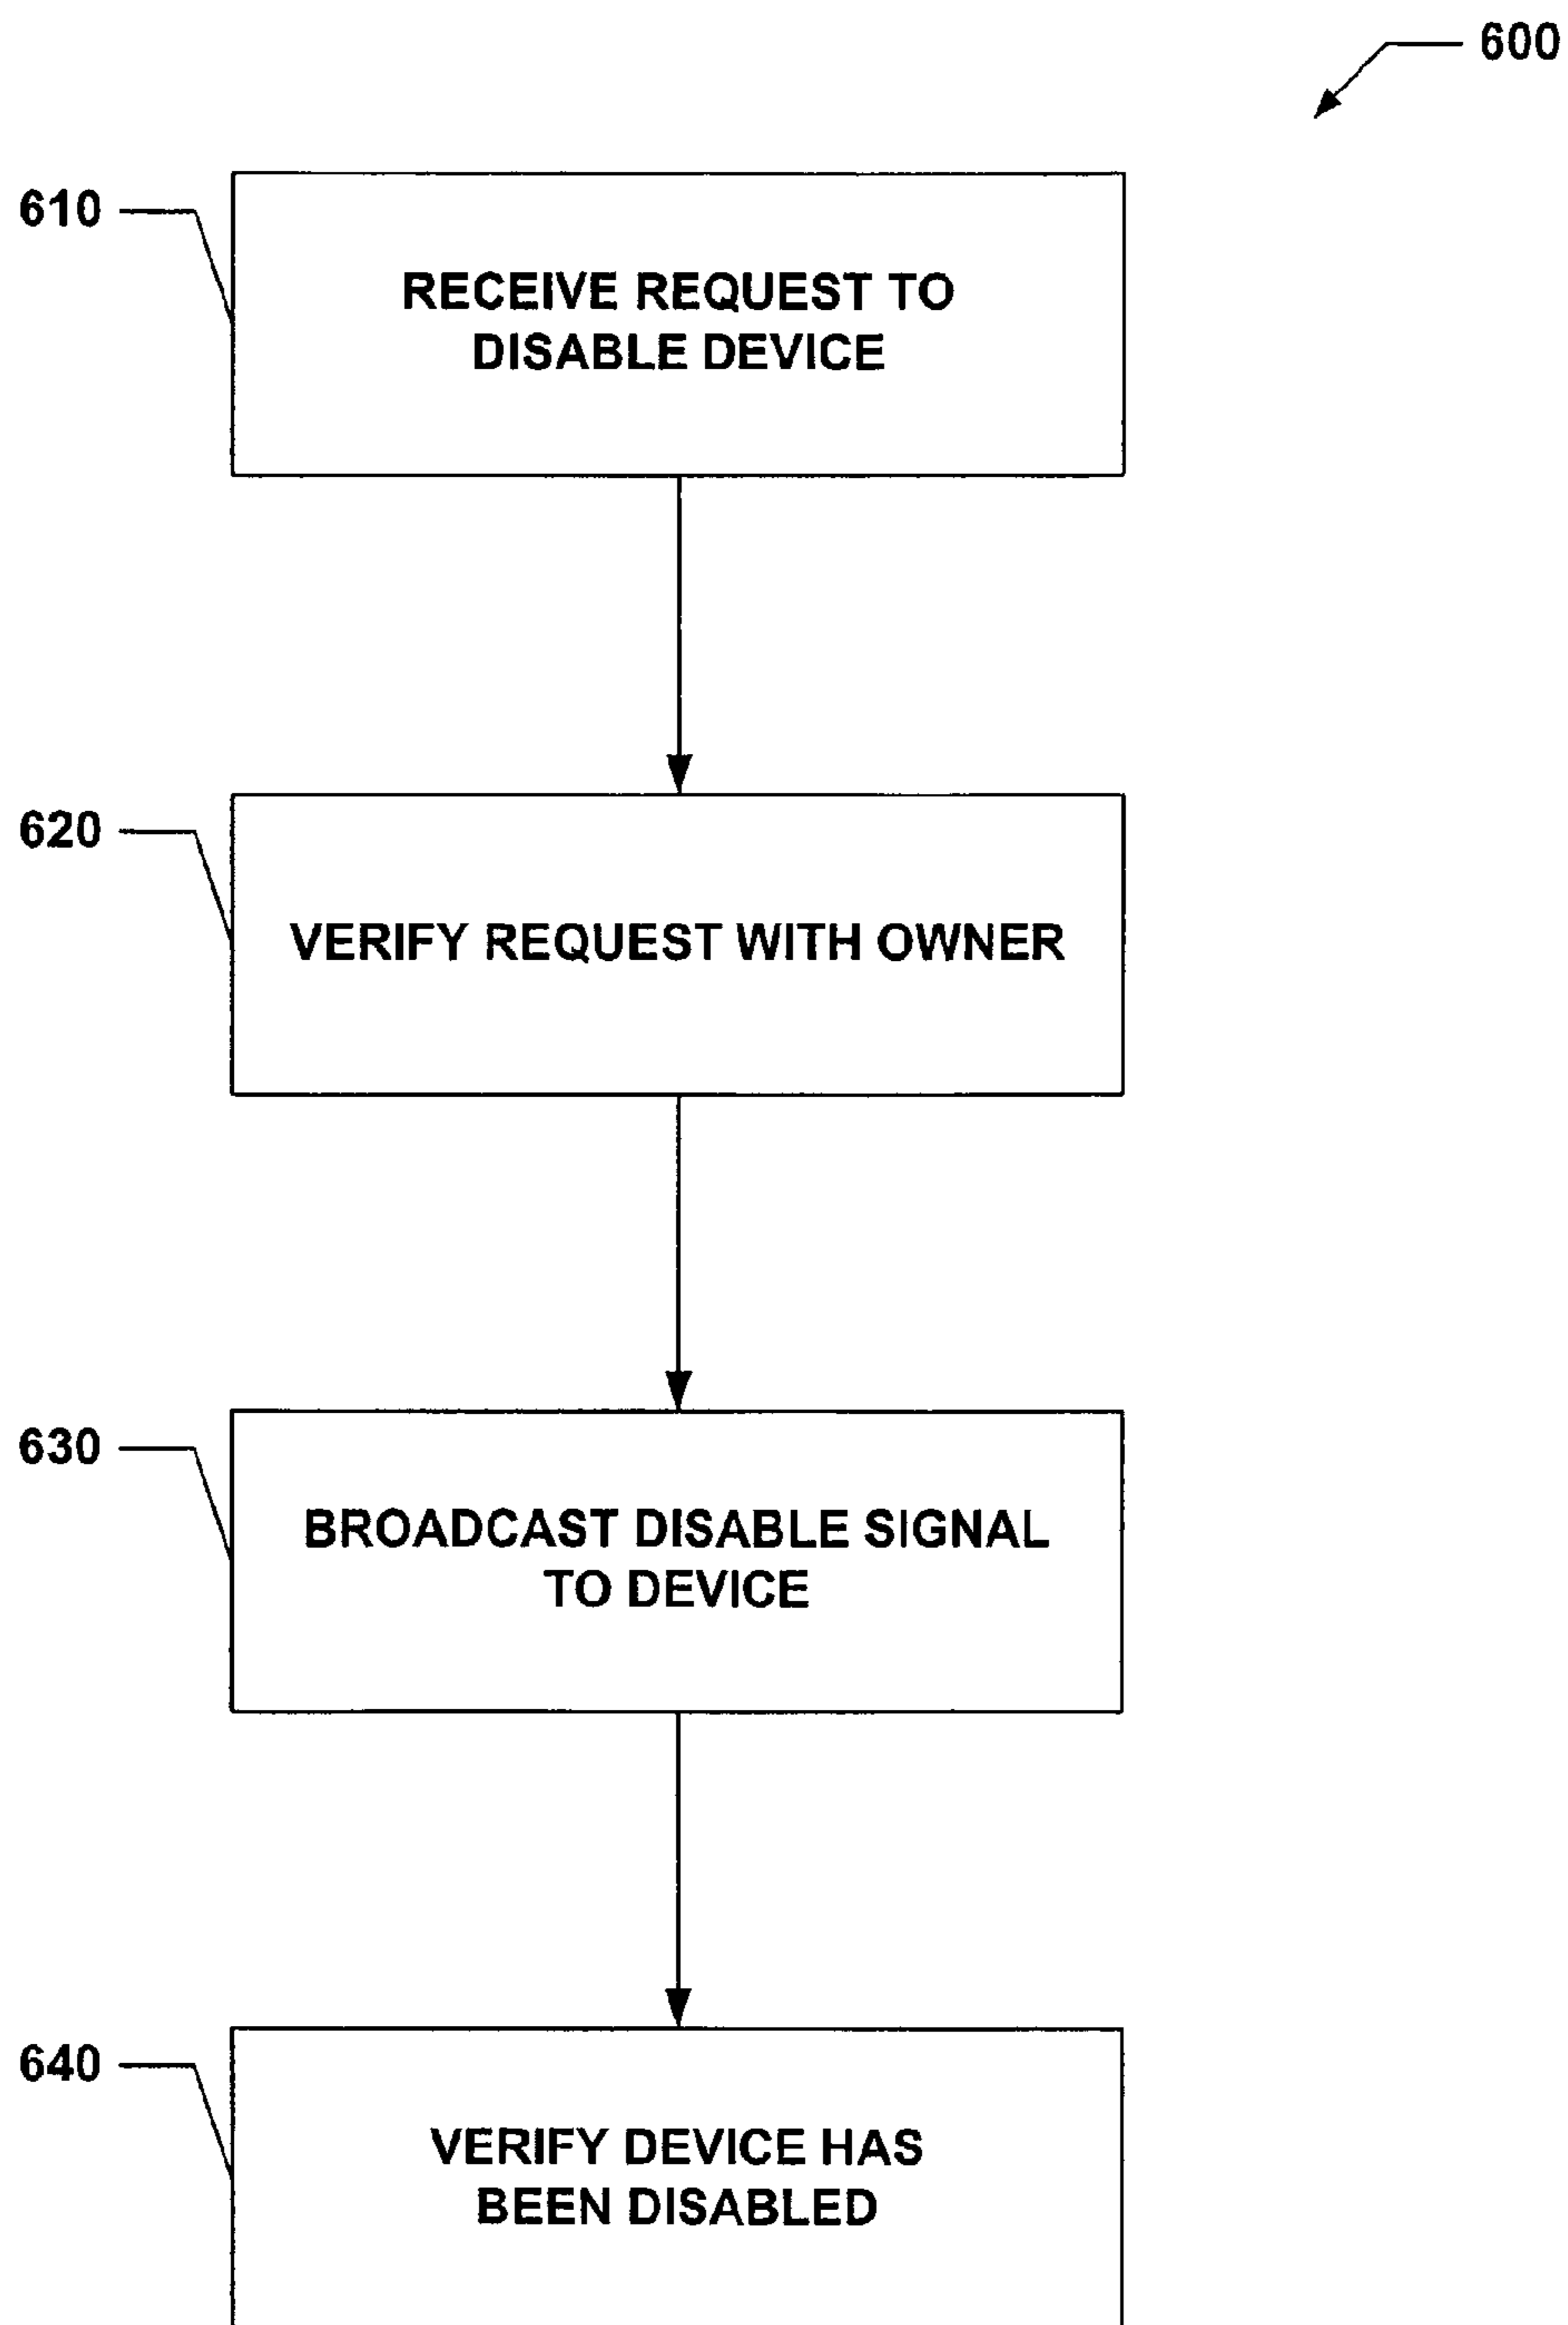 600
610
RECEIVE REQUEST TO
DISABLE DEVICE
620
VERIFY REQUEST WITH OWNER
630
BROADCAST DISABLE SIGNAL
TO DEVICE
640
VERIFY DEVICE HAS
BEEN DISABLED